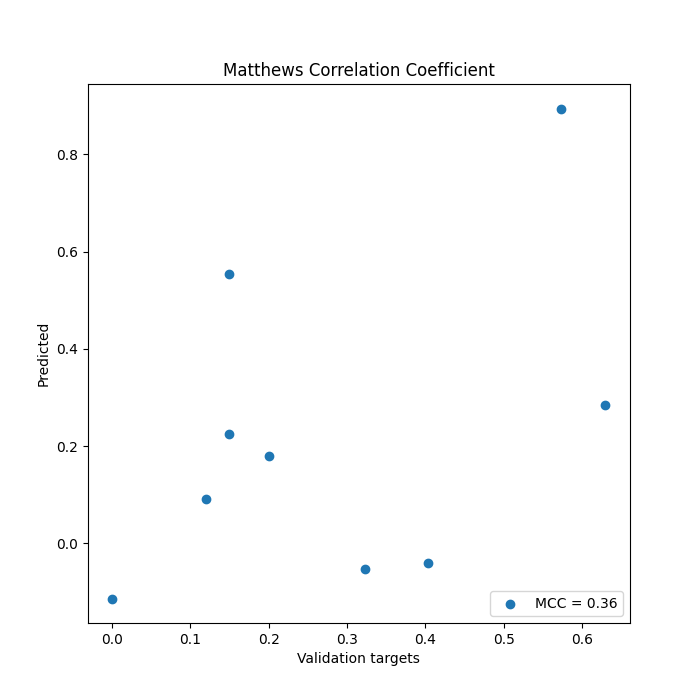 Matthews Correlation Coefficient
0.8
0.6
0.4
0.2
0.0
Predicted
MCC = 0.36
0.0 0.1 0.2 0.3 0.4 0.5 0.6
Validation targets